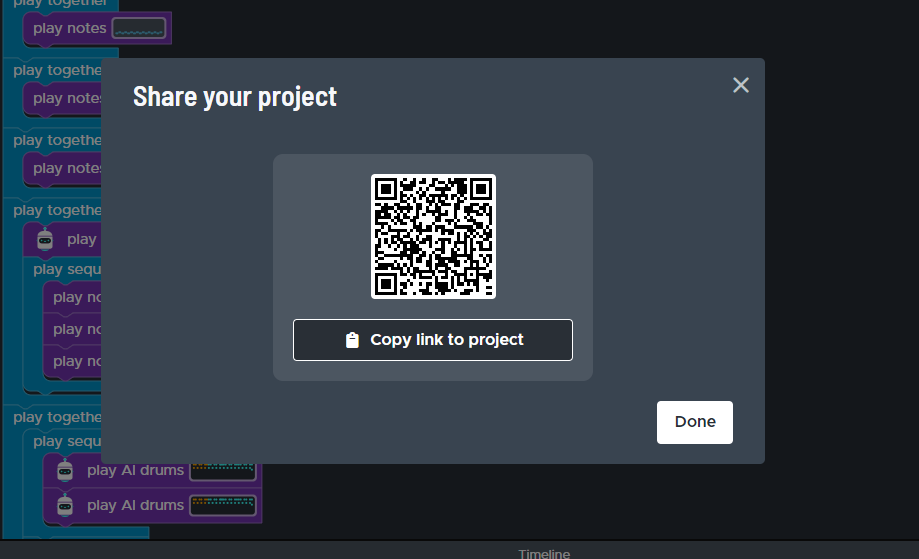 play together
play notes
play togethe
play notes
Share your project
play togethe
play notes
play togethe
play
play sequ
play no
play no
play no
Copy link to project
play togethe
Done
play sequ
play AI drums
play AI drums
Timeline